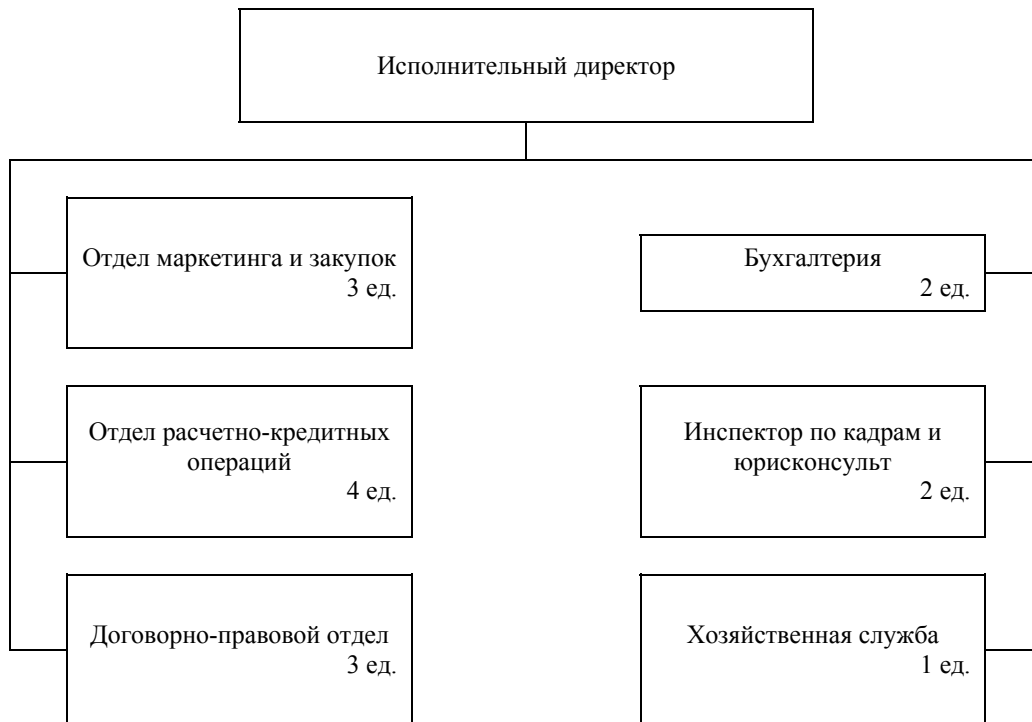 Исполнительный директор
Отдел маркетинга и закупок
3 ед.
Бухгалтерия
2 ед.
Отдел расчетно-кредитных
операций
4 ед.
Инспектор по кадрам и
юрисконсульт
2 ед.
Договорно-правовой отдел
3 ед.
Хозяйственная служба
1 ед.